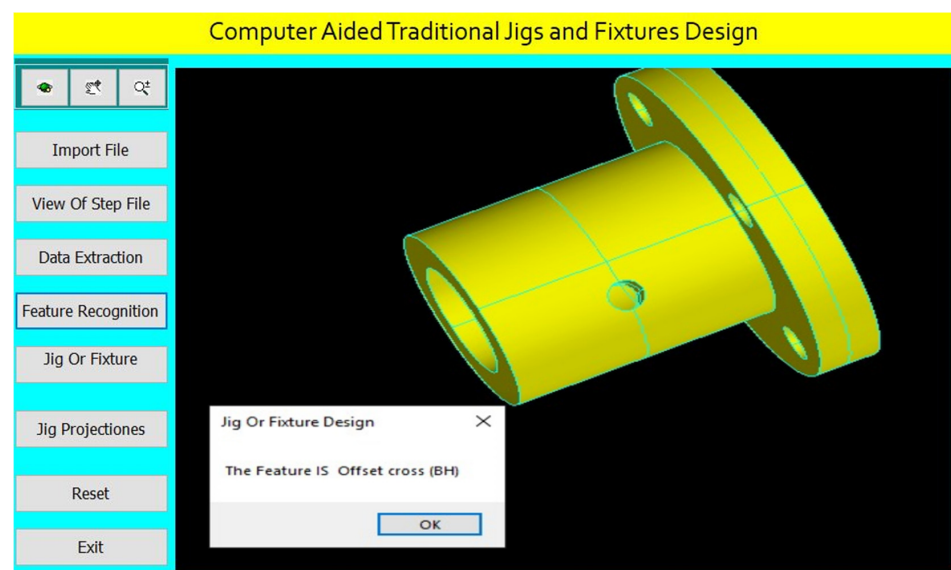 Computer Aided Traditional Jigs and Fixtures Design
Import File
View Of Step File
Data Extraction
Feature Recognition
Jig Or Fixture
Jig Projectiones
Reset
Exit
Jig Or Fixture Design
The Feature IS Offset cross (BH)
OK